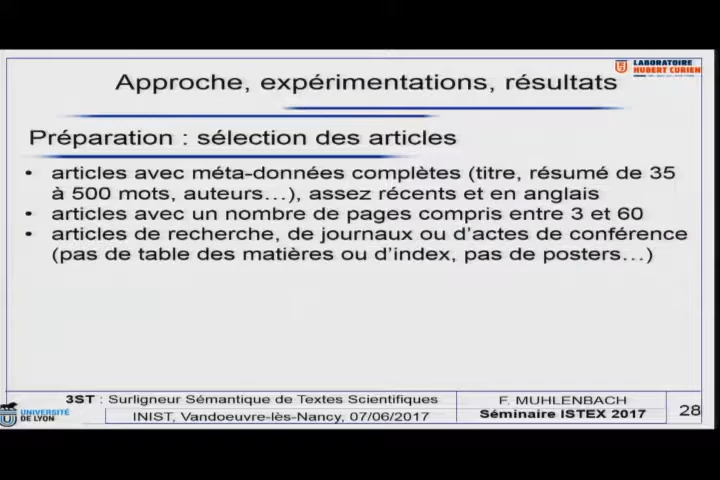 LABORATOIRE
HUBERT CURIEN
Approche, expérimentations, résultats
Préparation : sélection des articles
• articles avec méta-données complètes (titre, résumé de 35
à 500 mots, auteurs…), assez récents et en anglais
• articles avec un nombre de pages compris entre 3 et 60
• articles de recherche, de journaux ou d'actes de conférence
(pas de table des matières ou d'index, pas de posters…)
3ST : Surligneur Sémantique de Textes Scientifiques
F. MUHLENBACH
28
UNIVERSITÉ
DE LYON
INIST, Vandoeuvre-lès-Nancy, 07/06/2017
Séminaire ISTEX 2017